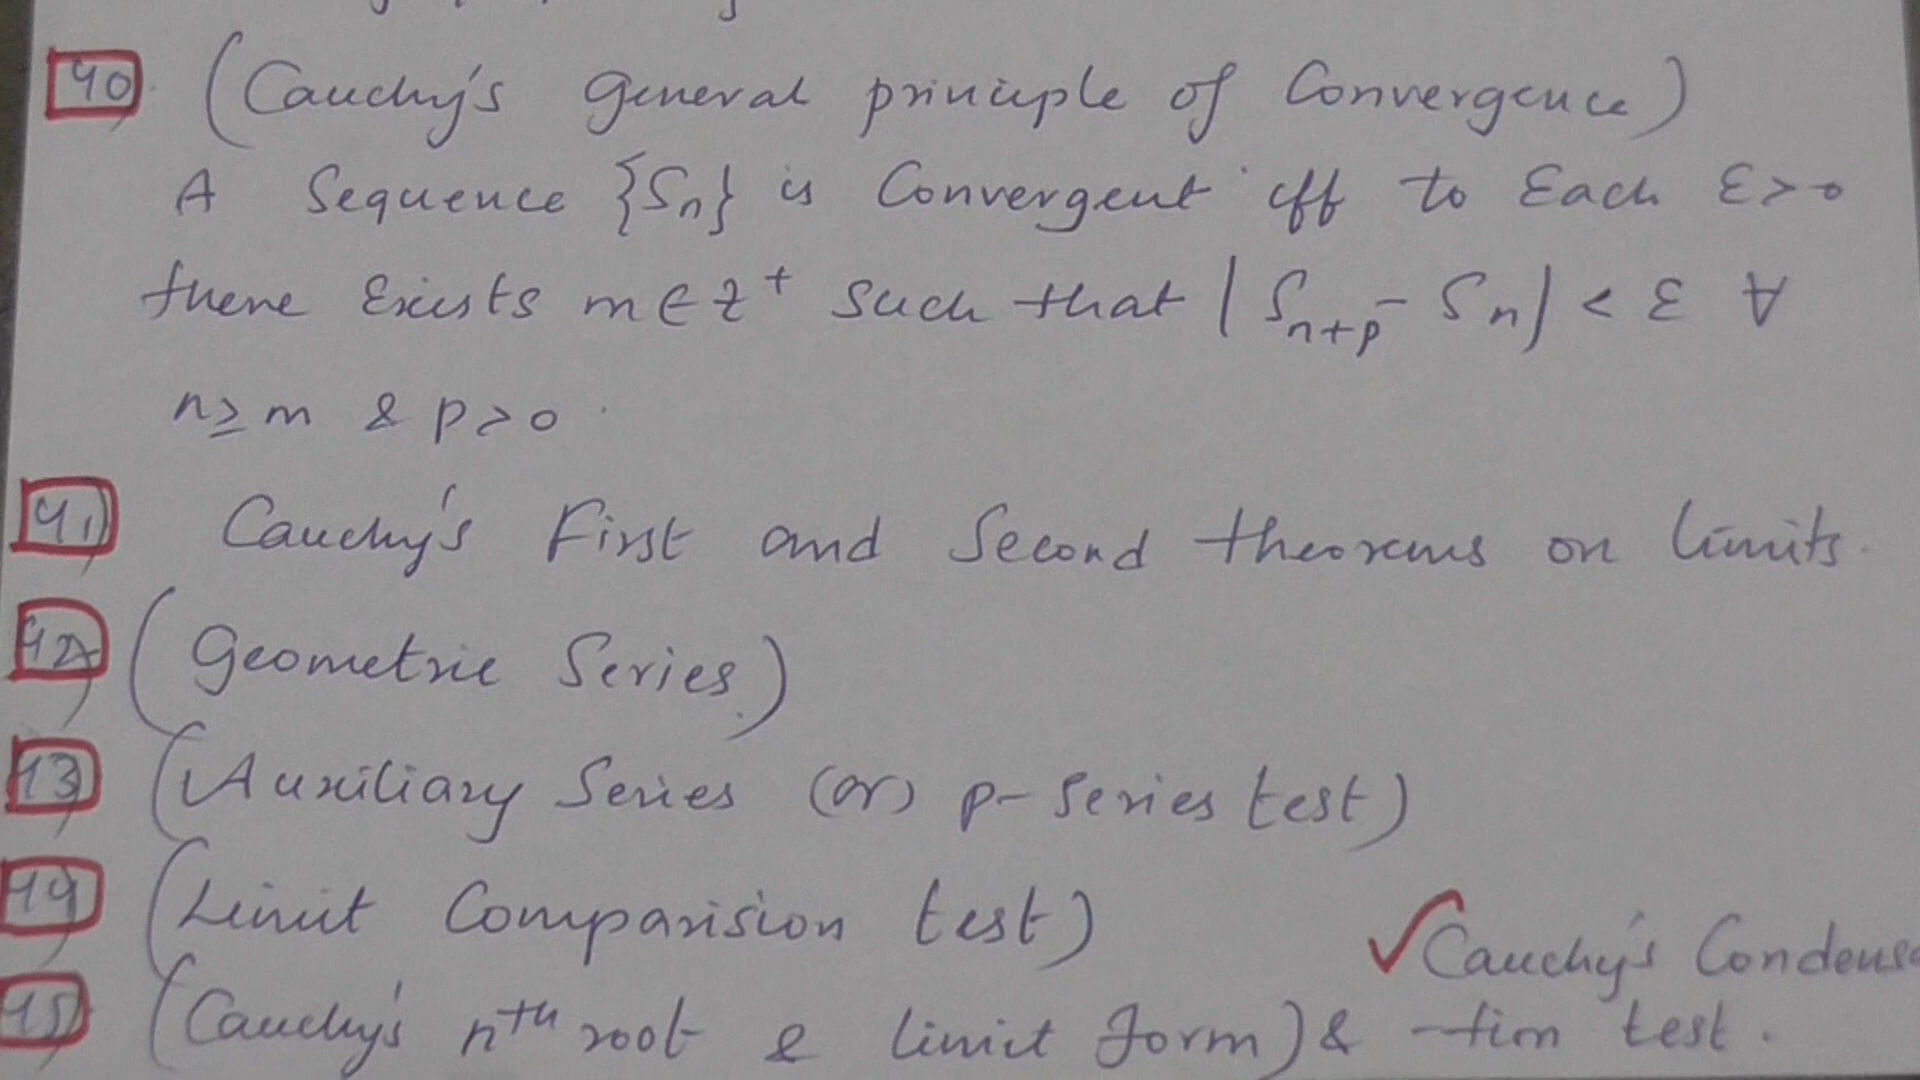 40 (Cauchy's general principle of Convergence)
A Sequence {Sn} is Convergent iff to Each ε>0
there Exists m∈z⁺ such that |Sn+p - Sn| < ε ∀
n≥m & p>0.
41) Cauchy's First and Second theorems on limits.
42) (Geometric Series.)
43) (Auxiliary Series (or) p-Series test)
44) (Limit Comparision test)
✓Cauchy's Condensa
45) (Cauchy's nth root & limit form) & -tion test.